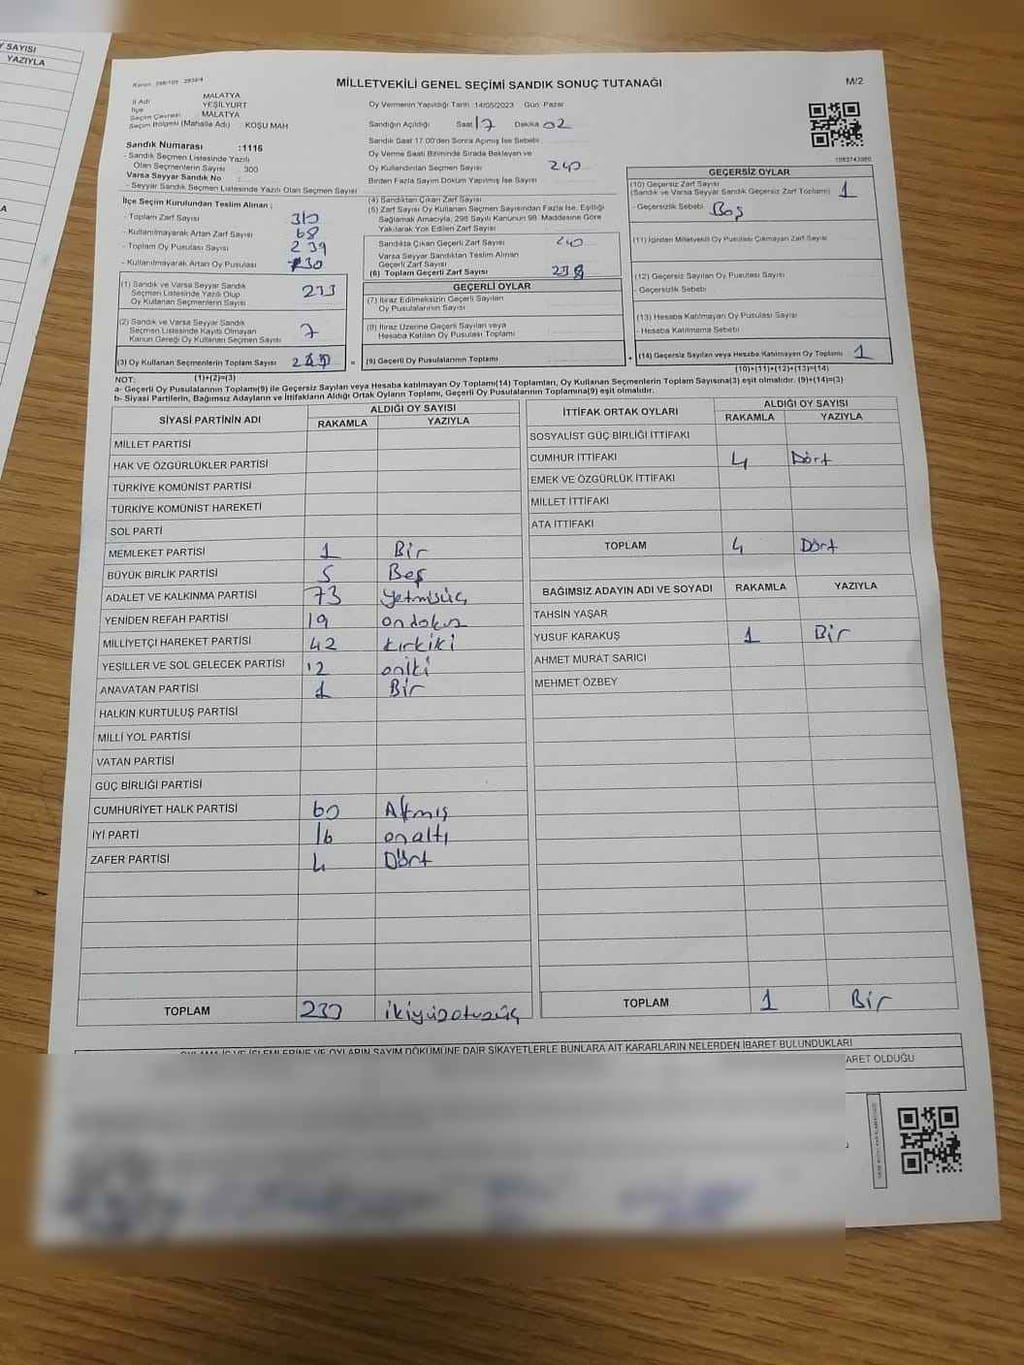 Y SAYISI
YAZIYLA
A
MİLLETVEKİLİ GENEL SEÇİMİ SANDIK SONUÇ TUTANAĞI
M/2
İl Adı MALATYA
İlçe YEŞİLYURT
Seçim Çevresi MALATYA
Seçim Bölgesi (Mahalle Adı) : KOŞU MAH
Oy Vermenin Yapıldığı Tarih :14/05/2023 Gün :Pazar
Sandığın Açıldığı Saat 17 Dakika 02
Sandık Saat 17.00'den Sonra Açılmış İse Sebebi
Oy Verme Saati Bitiminde Sırada Bekleyen ve
Oy Kullandırılan Seçmen Sayısı 240
Birden Fazla Sayım Döküm Yapılmış İse Sayısı
Sandık Numarası :1116
- Sandık Seçmen Listesinde Yazılı
Olan Seçmenlerin Sayısı : 300
Varsa Seyyar Sandık No :
- Seyyar Sandık Seçmen Listesinde Yazılı Olan Seçmen Sayısı
İlçe Seçim Kurulundan Teslim Alınan ;
- Toplam Zarf Sayısı 310
- Kullanılmayarak Artan Zarf Sayısı 68
- Toplam Oy Pusulası Sayısı 239
- Kullanılmayarak Artan Oy Pusulası
(1) Sandık ve Varsa Seyyar Sandık
Seçmen Listesinde Yazılı Olup
Oy Kullanan Seçmenlerin Sayısı 233
(2) Sandık ve Varsa Seyyar Sandık
Seçmen Listesinde Kayıtlı Olmayan
Kanun Gereği Oy Kullanan Seçmen Sayısı 7
(3) Oy Kullanan Seçmenlerin Toplam Sayısı =
(1)+(2)=(3)
(4) Sandıktan Çıkan Zarf Sayısı
(5) Zarf Sayısı Oy Kullanan Seçmen Sayısından Fazla İse, Eşitliği
Sağlamak Amacıyla, 298 Sayılı Kanunun 98. Maddesine Göre
Yakılarak Yok Edilen Zarf Sayısı
Sandıkta Çıkan Geçerli Zarf Sayısı 240
Varsa Seyyar Sandıktan Teslim Alınan
Geçerli Zarf Sayısı
(6) Toplam Geçerli Zarf Sayısı
GEÇERLİ OYLAR
(7) İtiraz Edilmeksizin Geçerli Sayılan
Oy Pusulalarının Sayısı
(8) İtiraz Üzerine Geçerli Sayılan veya
Hesaba Katılan Oy Pusulası Toplamı
(9) Geçerli Oy Pusulalarının Toplamı +
GEÇERSİZ OYLAR
(10) Geçersiz Zarf Sayısı
(Sandık ve Varsa Seyyar Sandık Geçersiz Zarf Toplamı) 1
- Geçersizlik Sebebi Boş
(11) İçinden Milletvekili Oy Pusulası Çıkmayan Zarf Sayısı
(12) Geçersiz Sayılan Oy Pusulası Sayısı
- Geçersizlik Sebebi
(13) Hesaba Katılmayan Oy Pusulası Sayısı
- Hesaba Katılmama Sebebi
(14) Geçersiz Sayılan veya Hesaba Katılmayan Oy Toplamı 1
(10)+(11)+(12)+(13)=(14)
NOT:
a- Geçerli Oy Pusulalarının Toplamı(9) ile Geçersiz Sayılan veya Hesaba katılmayan Oy Toplamı(14) Toplamları, Oy Kullanan Seçmenlerin Toplam Sayısına(3) eşit olmalıdır. (9)+(14)=(3)
b- Siyasi Partilerin, Bağımsız Adayların ve İttifakların Aldığı Ortak Oyların Toplamı, Geçerli Oy Pusulalarının Toplamına(9) eşit olmalıdır.
SİYASİ PARTİNİN ADI ALDIĞI OY SAYISI
RAKAMLA YAZIYLA
MİLLET PARTİSİ
HAK VE ÖZGÜRLÜKLER PARTİSİ
TÜRKİYE KOMÜNİST PARTİSİ
TÜRKİYE KOMÜNİST HAREKETİ
SOL PARTİ
MEMLEKET PARTİSİ 1 Bir
BÜYÜK BİRLİK PARTİSİ 5 Beş
ADALET VE KALKINMA PARTİSİ 73 Yetmişüç
YENİDEN REFAH PARTİSİ 19 ondokuz
MİLLİYETÇİ HAREKET PARTİSİ 42 kırkiki
YEŞİLLER VE SOL GELECEK PARTİSİ 12 oniki
ANAVATAN PARTİSİ 1 Bir
HALKIN KURTULUŞ PARTİSİ
MİLLİ YOL PARTİSİ
VATAN PARTİSİ
GÜÇ BİRLİĞİ PARTİSİ
CUMHURİYET HALK PARTİSİ 60 Atmış
İYİ PARTİ 16 onaltı
ZAFER PARTİSİ 4 Dört
TOPLAM 233 ikiyüzotuzüç
İTTİFAK ORTAK OYLARI ALDIĞI OY SAYISI
RAKAMLA YAZIYLA
SOSYALİST GÜÇ BİRLİĞİ İTTİFAKI
CUMHUR İTTİFAKI 4 Dört
EMEK VE ÖZGÜRLÜK İTTİFAKI
MİLLET İTTİFAKI
ATA İTTİFAKI
TOPLAM 4 Dört
BAĞIMSIZ ADAYIN ADI VE SOYADI RAKAMLA YAZIYLA
TAHSİN YAŞAR
YUSUF KARAKUŞ 1 Bir
AHMET MURAT SARICI
MEHMET ÖZBEY
TOPLAM 1 Bir
OYLAMA İŞ VE İŞLEMLERİNE VE OYLARIN SAYIM DÖKÜMÜNE DAİR ŞİKAYETLERLE BUNLARA AİT KARARLARIN NELERDEN İBARET BULUNDUKLARI
ARET OLDUĞU